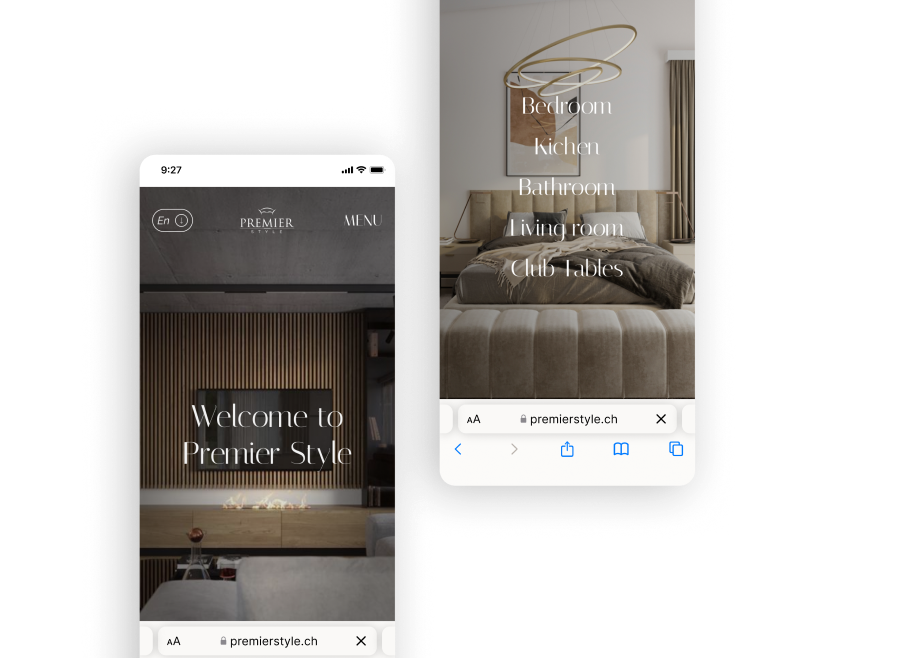 9:27
En
PREMIER
STYLE
MENU
Welcome to
Premier Style
AA
premierstyle.ch
Bedroom
Kichen
Bathroom
Living room
Club Tables
AA
premierstyle.ch